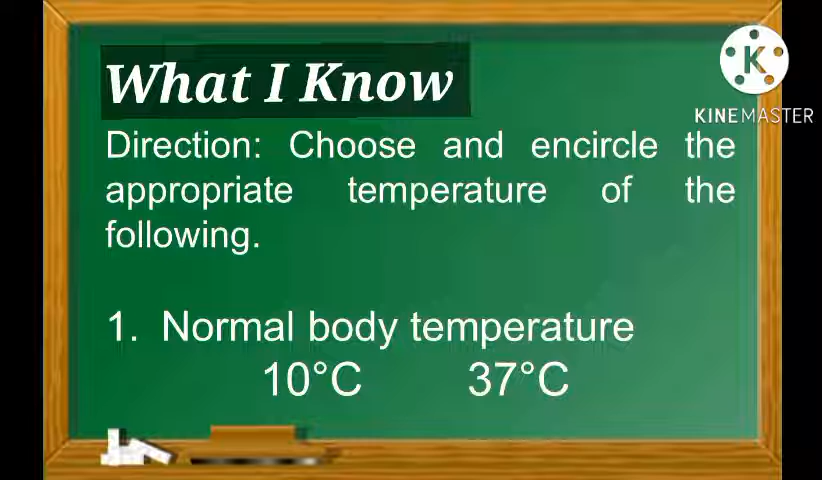 What I Know
K
KINEMASTER
Direction: Choose and encircle the
appropriate temperature of the
following.
1. Normal body temperature
10°C 37°C